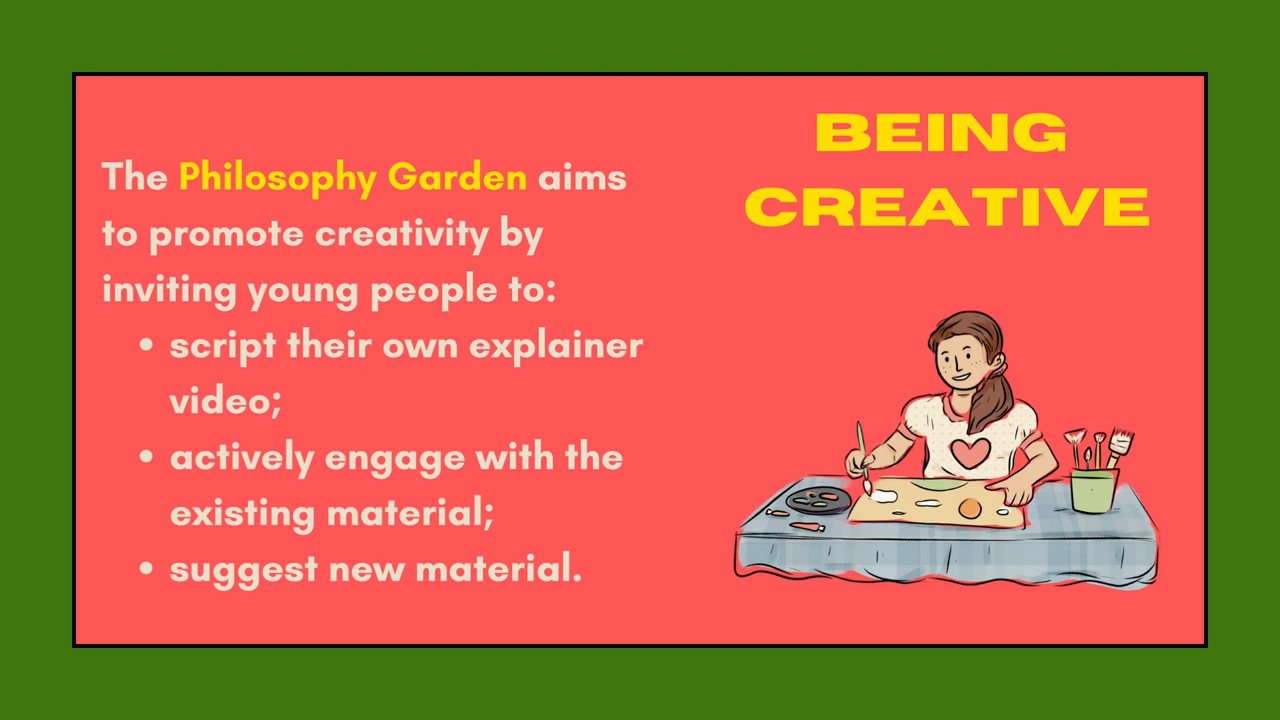 BEING
CREATIVE
The Philosophy Garden aims
to promote creativity by
inviting young people to:
• script their own explainer
video;
• actively engage with the
existing material;
• suggest new material.